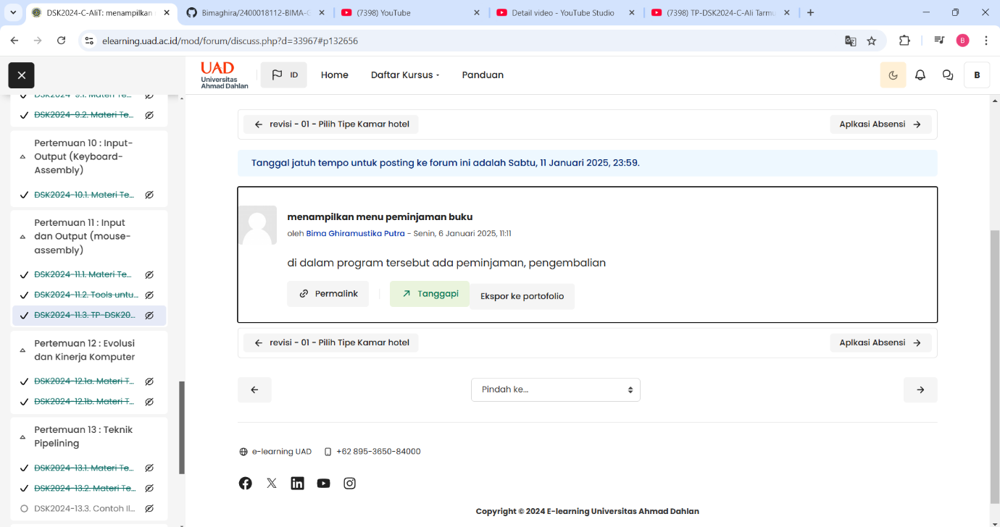 DSK2024-C-AliT: menampilkan
Bimaghira/2400018112-BIMA-G
(7398) YouTube
Detail video - YouTube Studio
(7398) TP-DSK2024-C-Ali Tarmu
elearning.uad.ac.id/mod/forum/discuss.php?d=33967#p132656
B
UAD
Universitas
Ahmad Dahlan
ID
Home
Daftar Kursus
Panduan
B
DSK2024-9.1. Materi Te...
DSK2024-9.2. Materi Te...
Pertemuan 10 : Input-
Output (Keyboard-
Assembly)
DSK2024-10.1. Materi Te...
Pertemuan 11 : Input
dan Output (mouse-
assembly)
DSK2024-11.1. Materi Te...
DSK2024-11.2. Tools untu...
DSK2024-11.3. TP-DSK20...
Pertemuan 12 : Evolusi
dan Kinerja Komputer
DSK2024-12.1a. Materi T...
DSK2024-12.1b. Materi T...
Pertemuan 13 : Teknik
Pipelining
DSK2024-13.1. Materi Te...
DSK2024-13.2. Materi Te...
DSK2024-13.3. Contoh Il...
revisi - 01 - Pilih Tipe Kamar hotel
Aplkasi Absensi
Tanggal jatuh tempo untuk posting ke forum ini adalah Sabtu, 11 Januari 2025, 23:59.
menampilkan menu peminjaman buku
oleh Bima Ghiramustika Putra - Senin, 6 Januari 2025, 11:11
di dalam program tersebut ada peminjaman, pengembalian
Permalink
Tanggapi
Ekspor ke portofolio
revisi - 01 - Pilih Tipe Kamar hotel
Aplkasi Absensi
Pindah ke...
e-learning UAD
+62 895-3650-84000
Copyright © 2024 E-learning Universitas Ahmad Dahlan